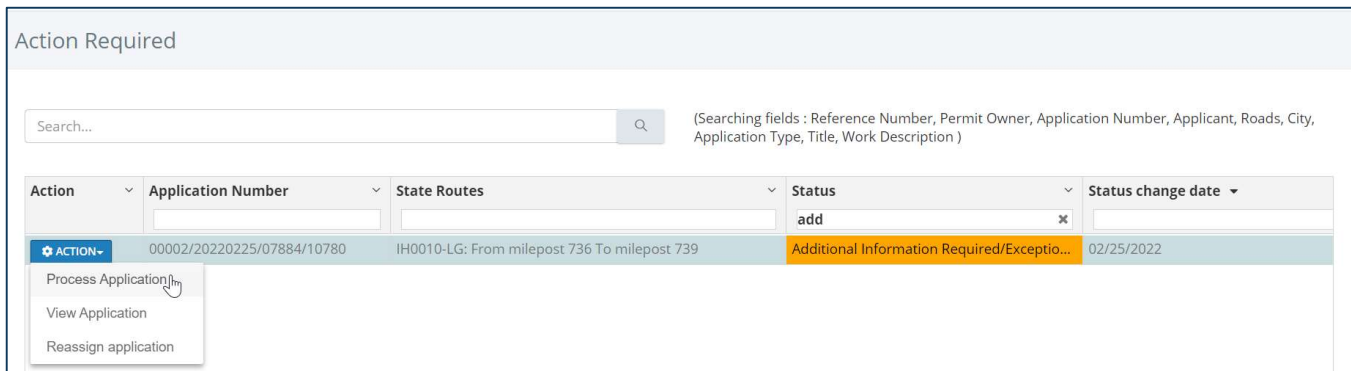 Action Required
Search...
(Searching fields : Reference Number, Permit Owner, Application Number, Applicant, Roads, City,
Application Type, Title, Work Description )
Action Application Number State Routes Status Status change date
add
ACTION 00002/20220225/07884/10780 IH0010-LG: From milepost 736 To milepost 739 Additional Information Required/Exceptio... 02/25/2022
Process Application
View Application
Reassign application